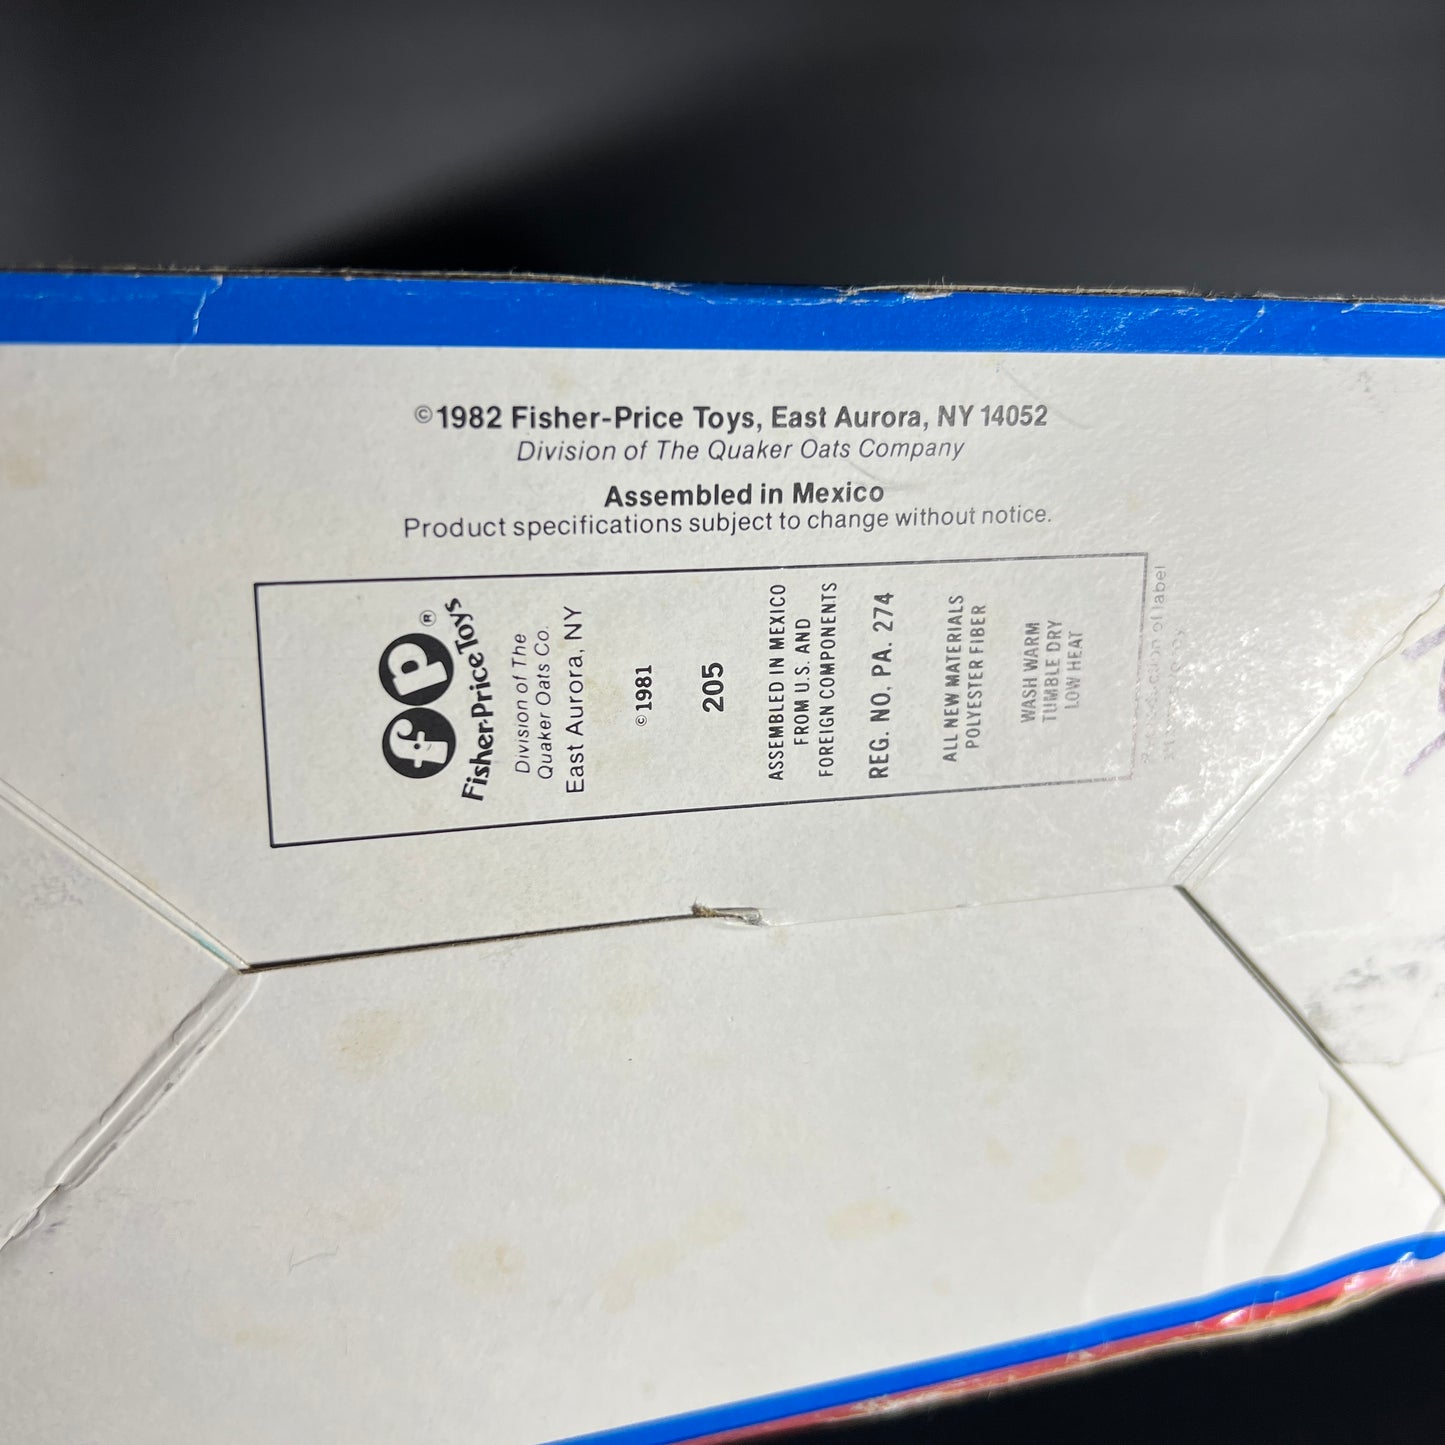 ©1982 Fisher-Price Toys, East Aurora, NY 14052
Division of The Quaker Oats Company
Assembled in Mexico
Product specifications subject to change without notice.
fp®
Fisher-Price Toys
Division of The
Quaker Oats Co.
East Aurora, NY
©1981
205
ASSEMBLED IN MEXICO
FROM U.S. AND
FOREIGN COMPONENTS
REG. NO. PA. 274
ALL NEW MATERIALS
POLYESTER FIBER
WASH WARM
TUMBLE DRY
LOW HEAT
of label